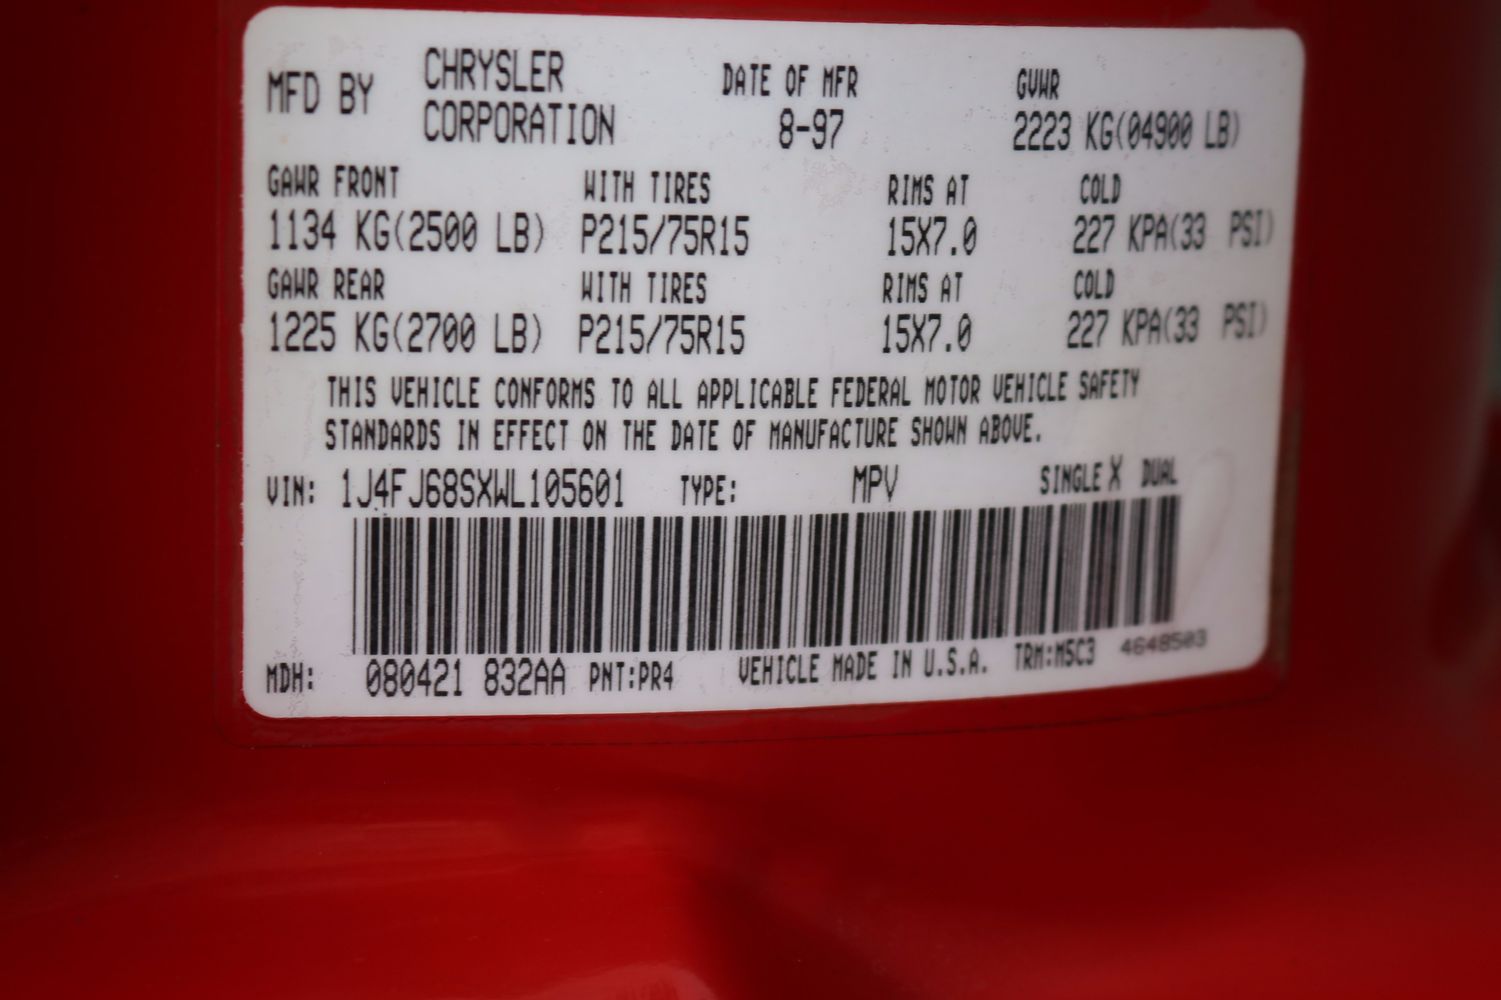 MFD BY CHRYSLER CORPORATION DATE OF MFR 8-97 GVWR 2223 KG(04900 LB)
GAWR FRONT WITH TIRES RIMS AT COLD
1134 KG(2500 LB) P215/75R15 15X7.0 227 KPA(33 PSI)
GAWR REAR WITH TIRES RIMS AT COLD
1225 KG(2700 LB) P215/75R15 15X7.0 227 KPA(33 PSI)
THIS VEHICLE CONFORMS TO ALL APPLICABLE FEDERAL MOTOR VEHICLE SAFETY
STANDARDS IN EFFECT ON THE DATE OF MANUFACTURE SHOWN ABOVE.
VIN: 1J4FJ68SXWL105601 TYPE: MPV SINGLE X DUAL
MDH: 080421 832AA PNT:PR4 VEHICLE MADE IN U.S.A. TRM:M5C3 4648503